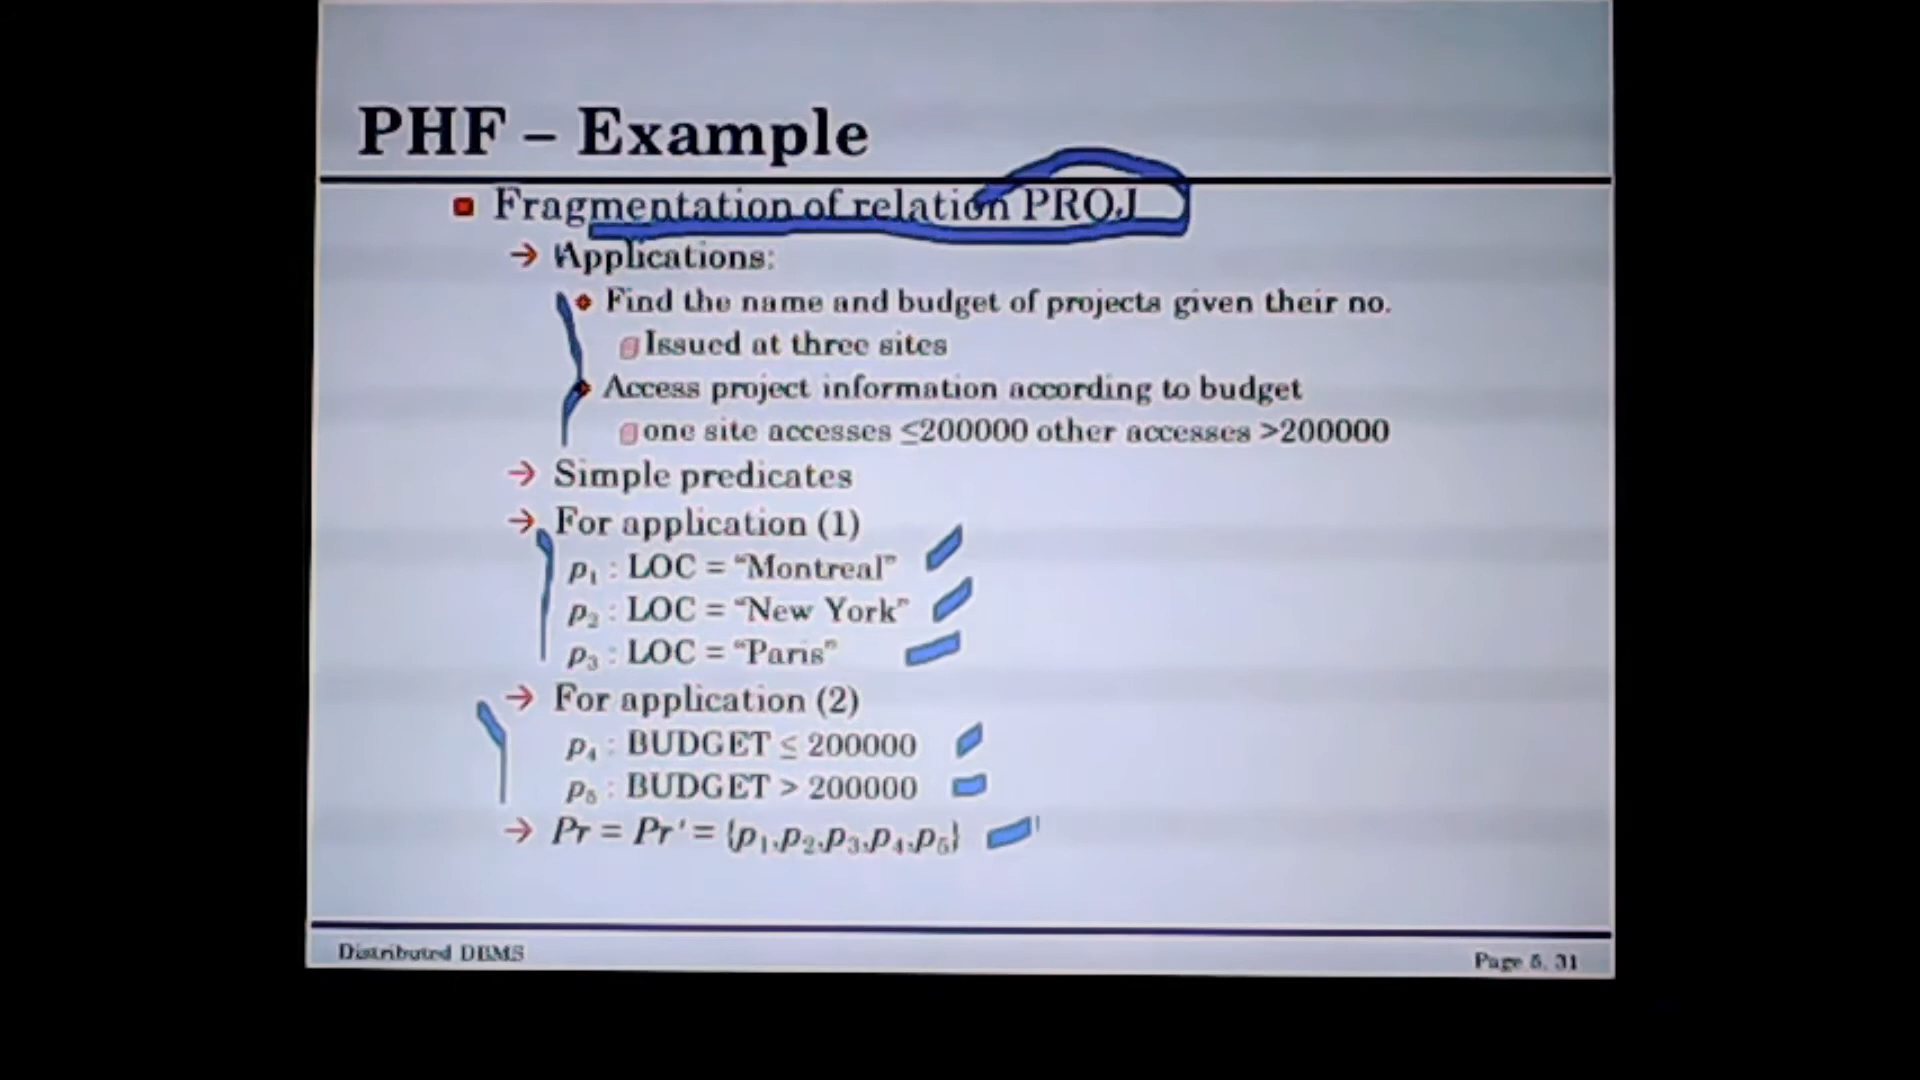 PHF – Example
Fragmentation of relation PROJ
Applications:
Find the name and budget of projects given their no.
Issued at three sites
Access project information according to budget
one site accesses ≤200000 other accesses >200000
Simple predicates
For application (1)
p₁ : LOC = “Montreal”
p₂ : LOC = “New York”
p₃ : LOC = “Paris”
For application (2)
p₄ : BUDGET ≤ 200000
p₅ : BUDGET > 200000
Pr = Pr' = {p₁,p₂,p₃,p₄,p₅}
Distributed DBMS
Page 5. 31